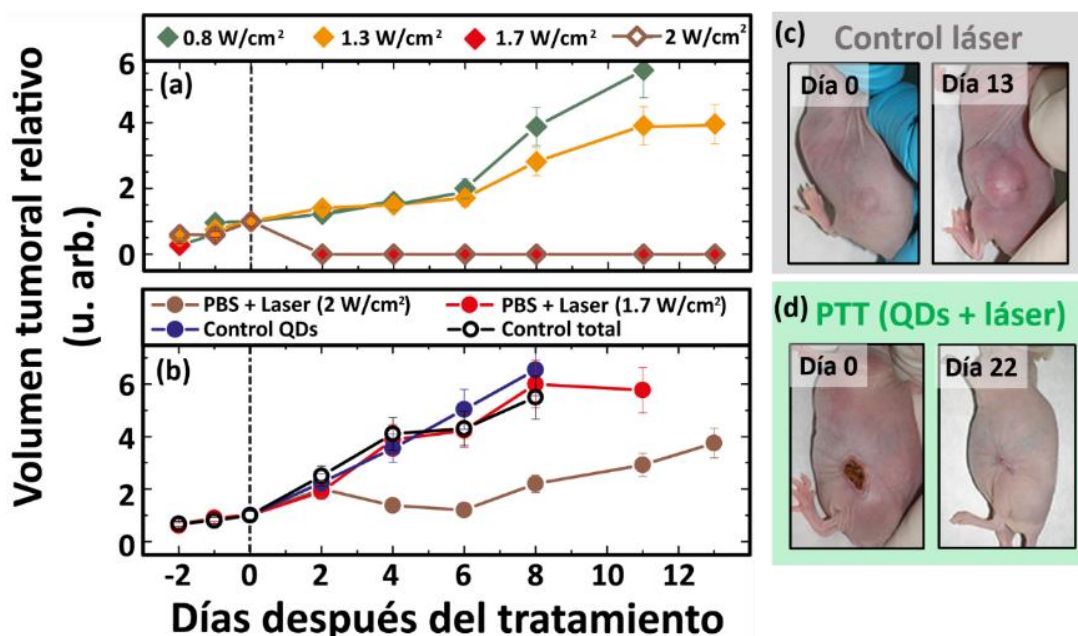 Volumen tumoral relativo
(u. arb.)
0.8 W/cm² 1.3 W/cm² 1.7 W/cm² 2 W/cm²
(a)
6
4
2
0
PBS + Laser (2 W/cm²) PBS + Laser (1.7 W/cm²)
Control QDs Control total
(b)
6
4
2
0
-2 0 2 4 6 8 10 12
Días después del tratamiento
(c) Control láser
Día 0 Día 13
(d) PTT (QDs + láser)
Día 0 Día 22